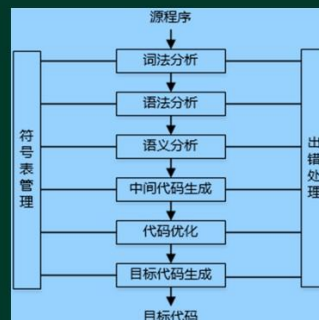 源程序
词法分析
语法分析
语义分析
中间代码生成
代码优化
目标代码生成
目标代码
符号表管理
出错处理